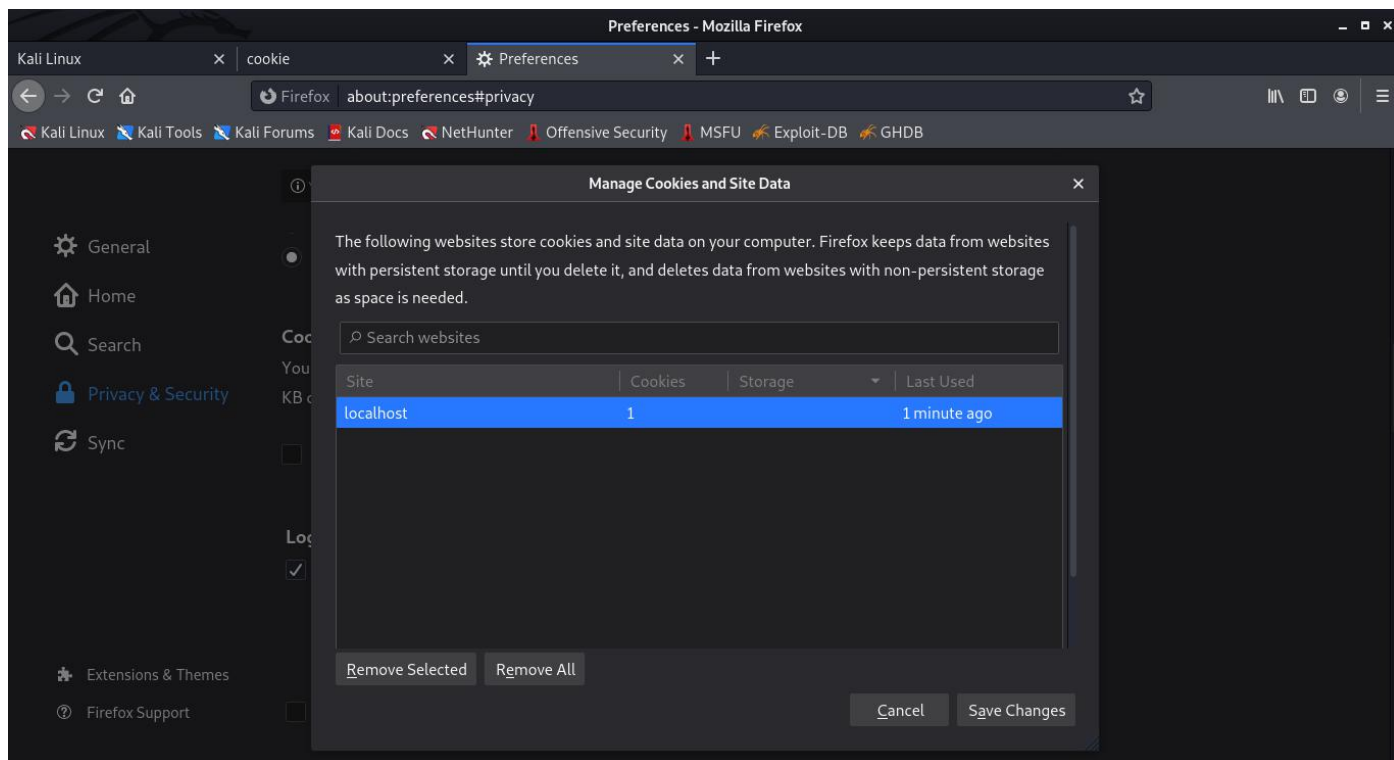 Preferences - Mozilla Firefox
Kali Linux cookie Preferences
Firefox about:preferences#privacy
Kali Linux Kali Tools Kali Forums Kali Docs NetHunter Offensive Security MSFU Exploit-DB GHDB
Manage Cookies and Site Data
General
Home
Search
Privacy & Security
Sync
Extensions & Themes
Firefox Support
Coo
You
KB
Log
The following websites store cookies and site data on your computer. Firefox keeps data from websites
with persistent storage until you delete it, and deletes data from websites with non-persistent storage
as space is needed.
Search websites
Site Cookies Storage Last Used
localhost 1 1 minute ago
Remove Selected Remove All
Cancel Save Changes